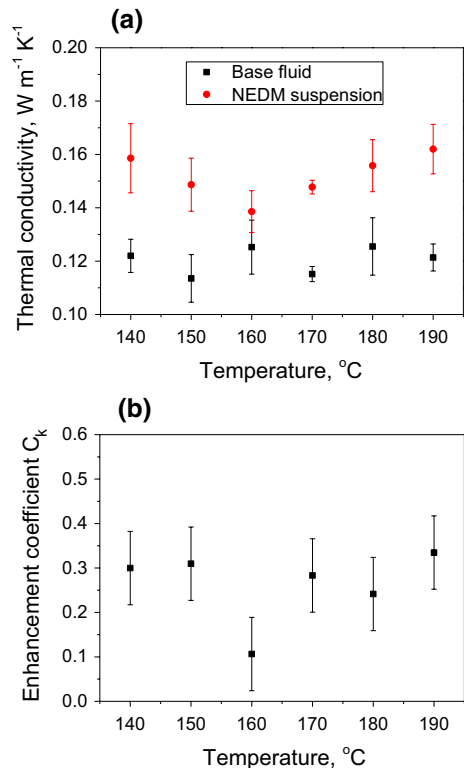 (a)
0.20
0.18
0.16
0.14
0.12
0.10
Thermal conductivity, W m⁻¹ K⁻¹
Base fluid
NEDM suspension
140 150 160 170 180 190
Temperature, °C
(b)
0.6
0.5
0.4
0.3
0.2
0.1
0.0
Enhancement coefficient Cₖ
140 150 160 170 180 190
Temperature, °C